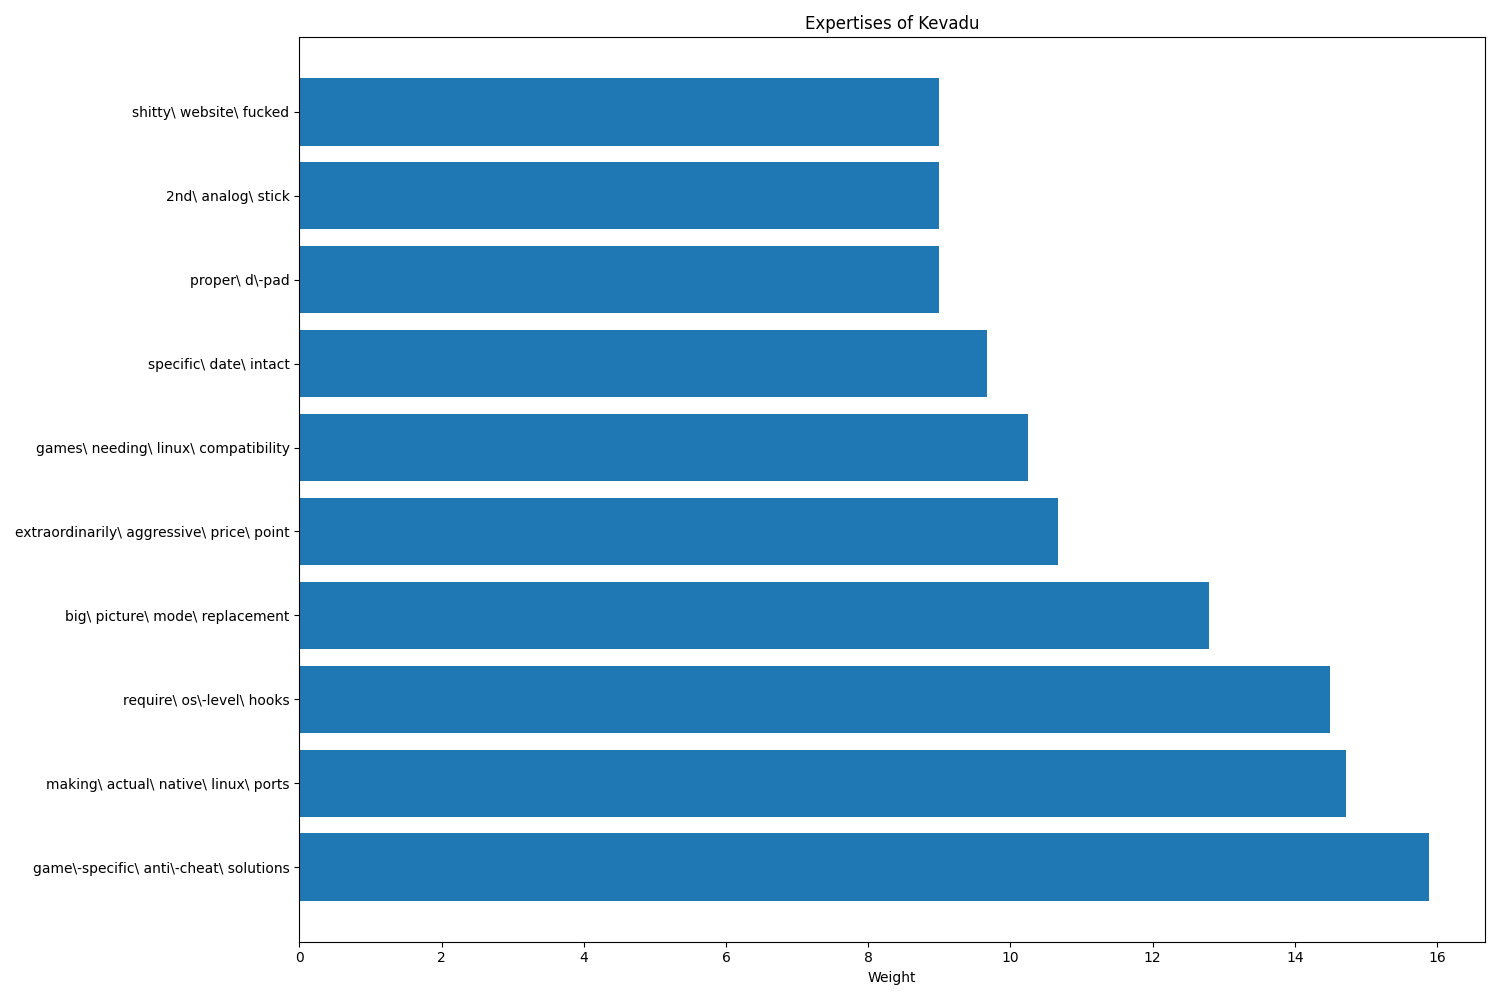 Expertises of Kevadu
shitty\ website\ fucked
2nd\ analog\ stick
proper\ d\-pad
specific\ date\ intact
games\ needing\ linux\ compatibility
extraordinarily\ aggressive\ price\ point
big\ picture\ mode\ replacement
require\ os\-level\ hooks
making\ actual\ native\ linux\ ports
game\-specific\ anti\-cheat\ solutions
0 2 4 6 8 10 12 14 16
Weight